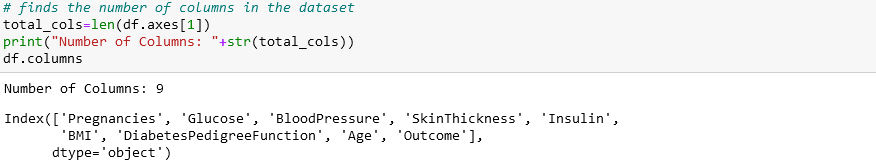 # finds the number of columns in the dataset
total_cols=len(df.axes[1])
print("Number of Columns: "+str(total_cols))
df.columns
Number of Columns: 9
Index(['Pregnancies', 'Glucose', 'BloodPressure', 'SkinThickness', 'Insulin',
       'BMI', 'DiabetesPedigreeFunction', 'Age', 'Outcome'],
      dtype='object')